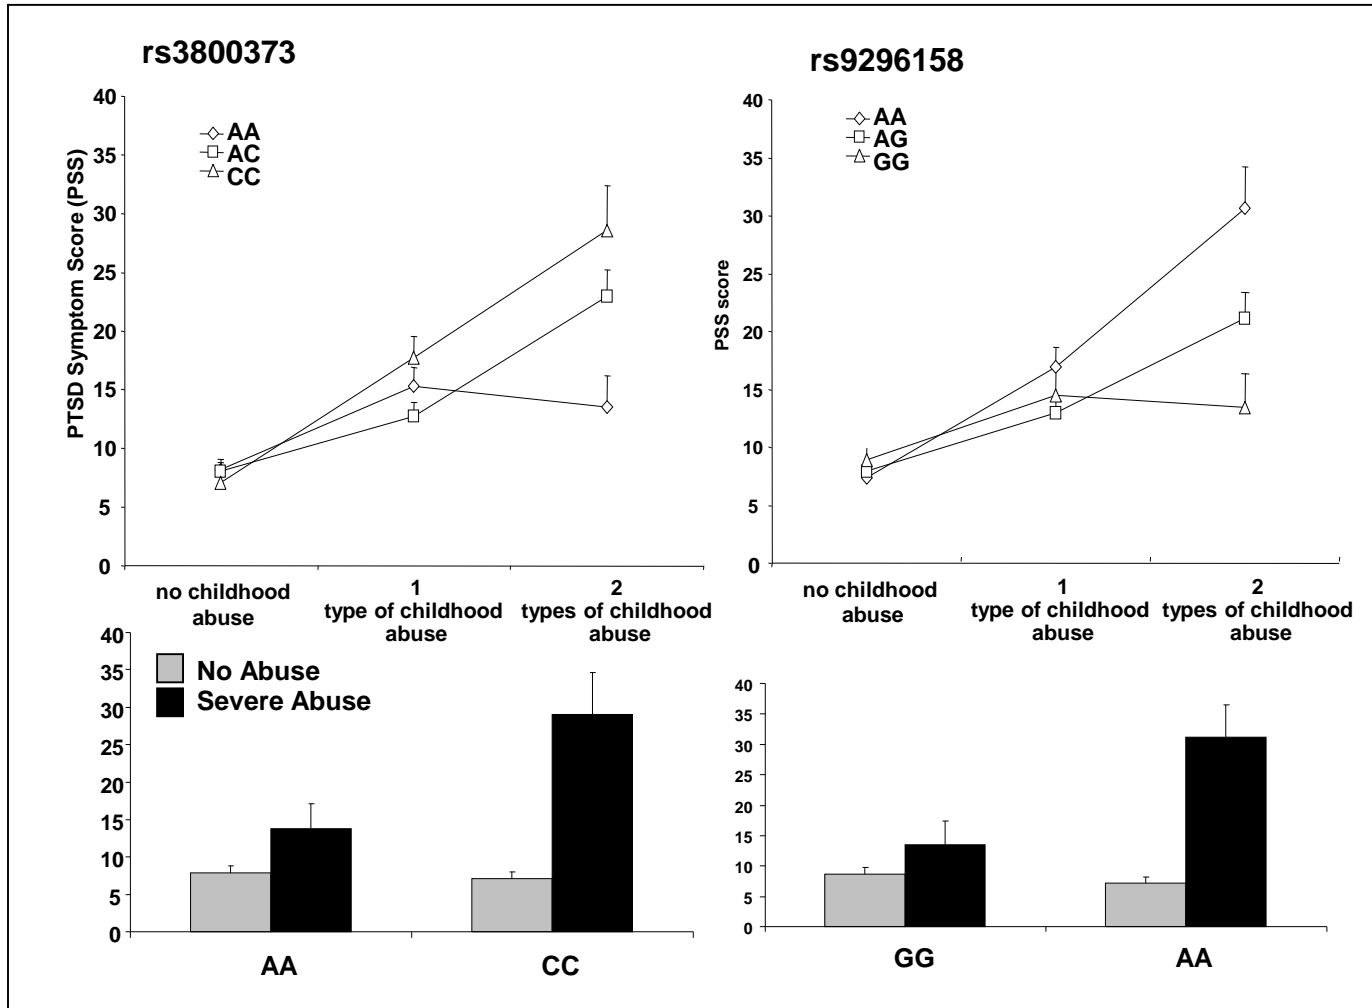 rs3800373
rs9296158
PTSD Symptom Score (PSS)
40
35
30
25
20
15
10
5
0
AA
AC
CC
no childhood
abuse
1
type of childhood
abuse
2
types of childhood
abuse
PSS score
40
35
30
25
20
15
10
5
0
AA
AG
GG
no childhood
abuse
1
type of childhood
abuse
2
types of childhood
abuse
40
35
30
25
20
15
10
5
0
No Abuse
Severe Abuse
AA
CC
40
35
30
25
20
15
10
5
0
GG
AA